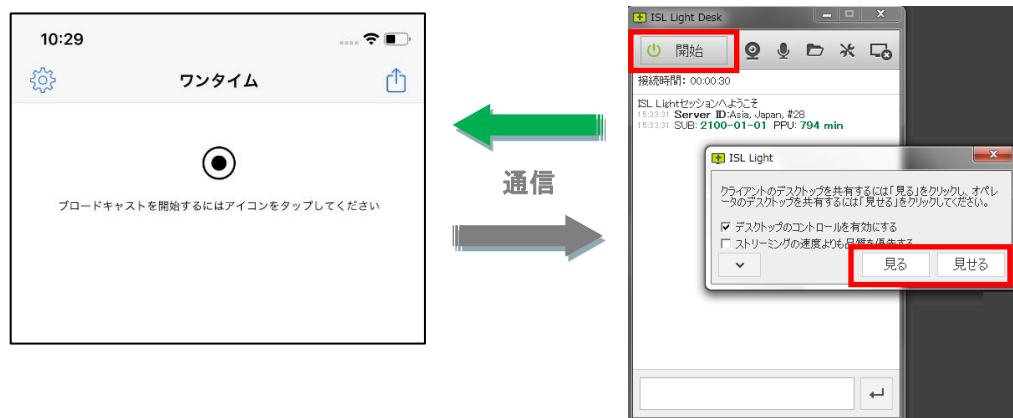 10:29
ワンタイム
ブロードキャストを開始するにはアイコンをタップしてください
通信
ISL Light Desk
開始
接続時間: 00:00:30
ISL Lightセッションへようこそ
15:33:31 Server ID:Asia, Japan, #28
15:33:31 SUB: 2100-01-01 PPU: 794 min
ISL Light
クライアントのデスクトップを共有するには「見る」をクリックし、オペレ
ータのデスクトップを共有するには「見せる」をクリックしてください。
デスクトップのコントロールを有効にする
ストリーミングの速度よりも品質を優先する
見る
見せる